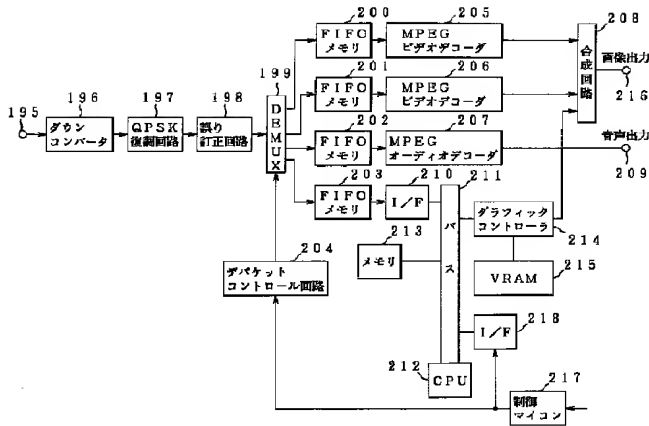 195
196
ダウン
コンバータ
197
QPSK
復調回路
198
誤り
訂正回路
199
DEMUX
200
FIFO
メモリ
205
MPEG
ビデオデコーダ
208
合成回路
画像出力
216
201
FIFO
メモリ
206
MPEG
ビデオデコーダ
202
FIFO
メモリ
207
MPEG
オーディオデコーダ
音声出力
209
203
FIFO
メモリ
210
I/F
211
バス
213
メモリ
グラフィック
コントローラ
214
VRAM
215
204
デパケット
コントロール回路
I/F
218
212
CPU
217
制御
マイコン